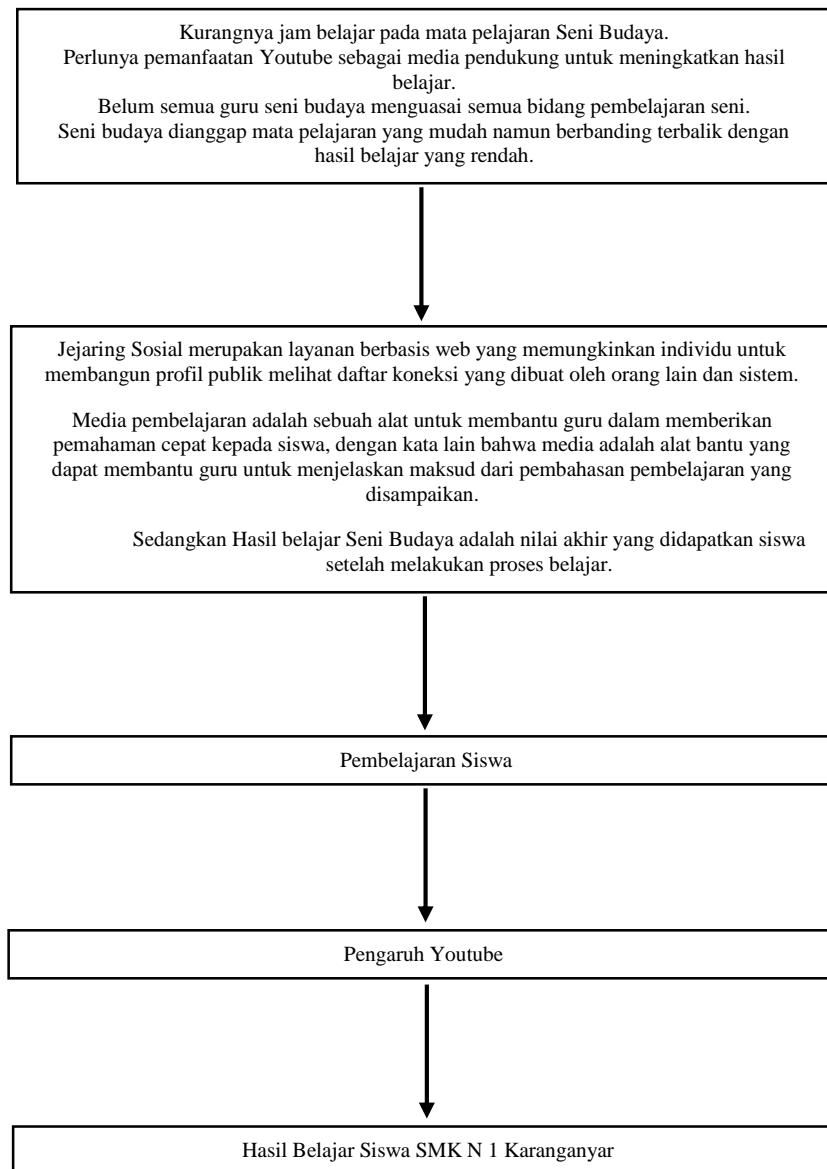 Kurangnya jam belajar pada mata pelajaran Seni Budaya.
Perlunya pemanfaatan Youtube sebagai media pendukung untuk meningkatkan hasil
belajar.
Belum semua guru seni budaya menguasai semua bidang pembelajaran seni.
Seni budaya dianggap mata pelajaran yang mudah namun berbanding terbalik dengan
hasil belajar yang rendah.
Jejaring Sosial merupakan layanan berbasis web yang memungkinkan individu untuk
membangun profil publik melihat daftar koneksi yang dibuat oleh orang lain dan sistem.
Media pembelajaran adalah sebuah alat untuk membantu guru dalam memberikan
pemahaman cepat kepada siswa, dengan kata lain bahwa media adalah alat bantu yang
dapat membantu guru untuk menjelaskan maksud dari pembahasan pembelajaran yang
disampaikan.
Sedangkan Hasil belajar Seni Budaya adalah nilai akhir yang didapatkan siswa
setelah melakukan proses belajar.
Pembelajaran Siswa
Pengaruh Youtube
Hasil Belajar Siswa SMK N 1 Karanganyar